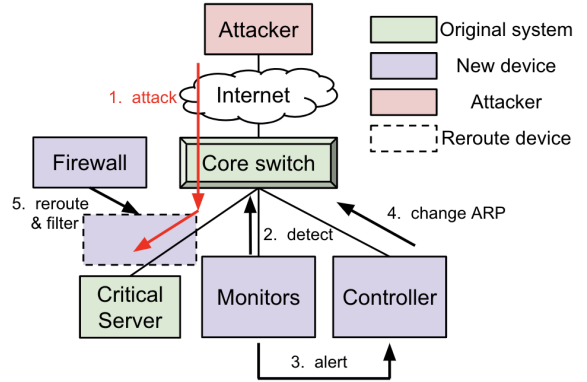 Attacker
Original system
New device
Attacker
Reroute device
1. attack
Internet
Core switch
Firewall
5. reroute
& filter
4. change ARP
2. detect
Critical
Server
Monitors
Controller
3. alert